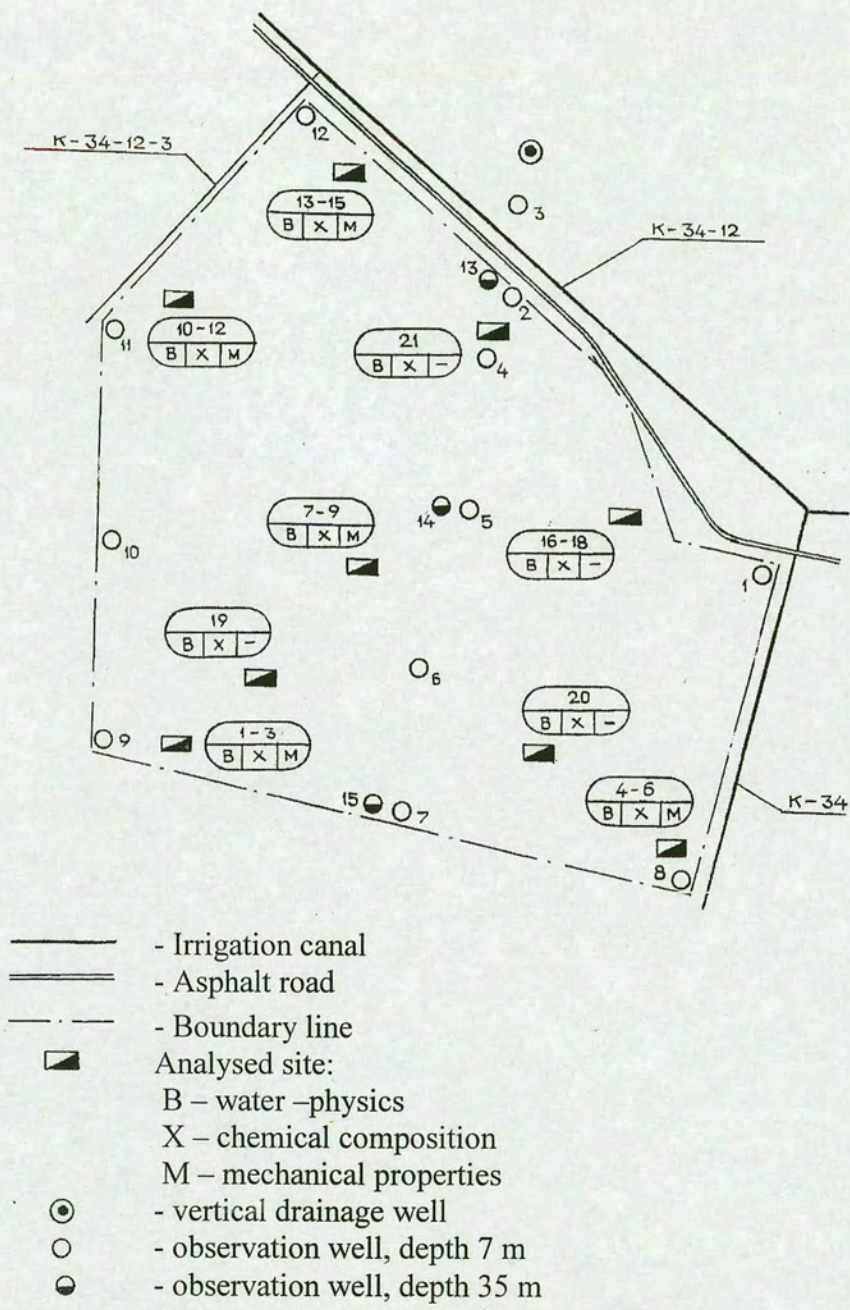 K-34-12-3
12
13-15
B X M
3
K-34-12
13
2
10-12
B X M
11
21
B X -
4
7-9
B X M
14
5
10
16-18
B X -
1
19
B X -
6
20
B X -
9
1-3
B X M
4-6
B X M
15
7
K-34
8
- Irrigation canal
- Asphalt road
- Boundary line
Analysed site:
B – water –physics
X – chemical composition
M – mechanical properties
- vertical drainage well
- observation well, depth 7 m
- observation well, depth 35 m